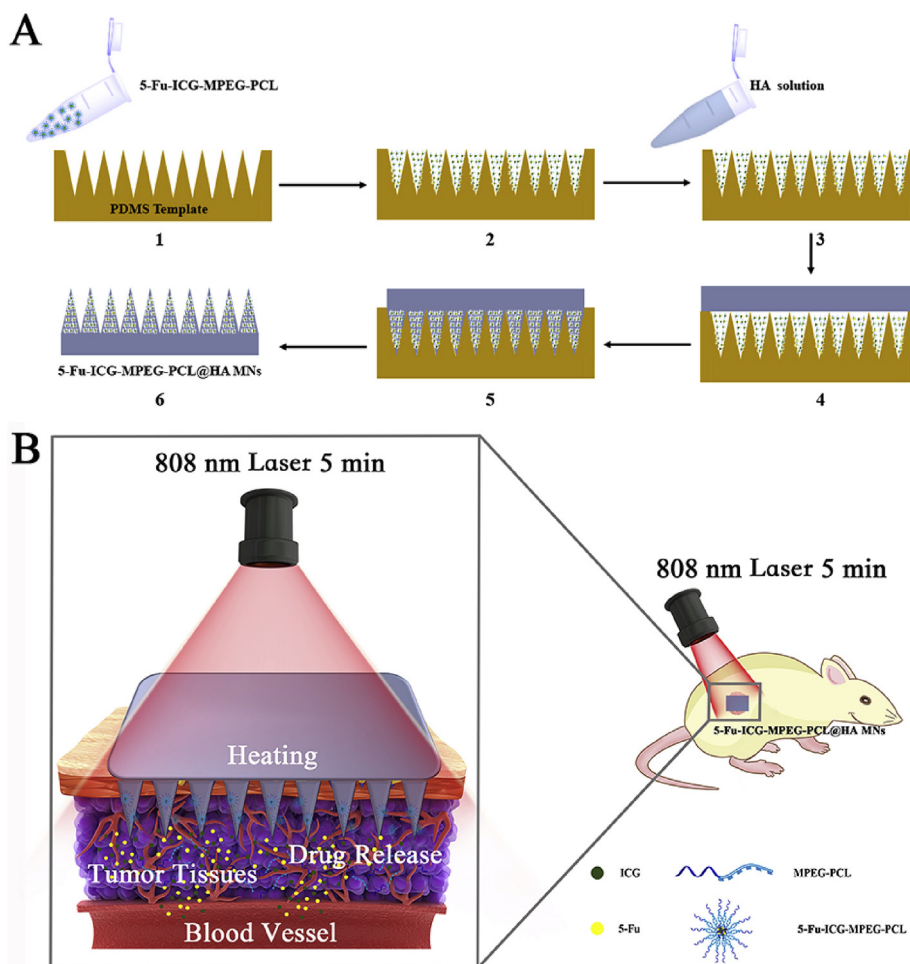 A
5-Fu-ICG-MPEG-PCL
HA solution
PDMS Template
1
2
3
5-Fu-ICG-MPEG-PCL@HA MNs
6
5
4
B
808 nm Laser 5 min
808 nm Laser 5 min
Heating
5-Fu-ICG-MPEG-PCL@HA MNs
Drug Release
Tumor Tissues
Blood Vessel
ICG
MPEG-PCL
5-Fu
5-Fu-ICG-MPEG-PCL